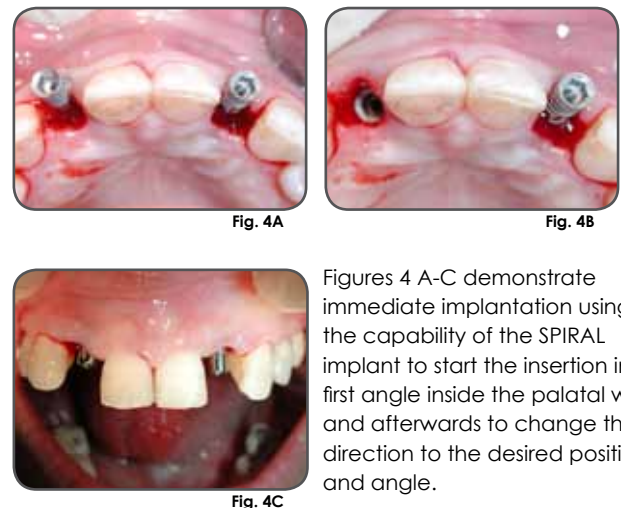 Fig. 4A
Fig. 4B
Figures 4 A-C demonstrate
immediate implantation using
the capability of the SPIRAL
implant to start the insertion in
first angle inside the palatal
and afterwards to change
direction to the desired
and angle.
Fig. 4C